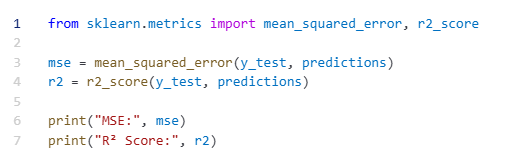 1 from sklearn.metrics import mean_squared_error, r2_score
2
3 mse = mean_squared_error(y_test, predictions)
4 r2 = r2_score(y_test, predictions)
5
6 print("MSE:", mse)
7 print("R² Score:", r2)